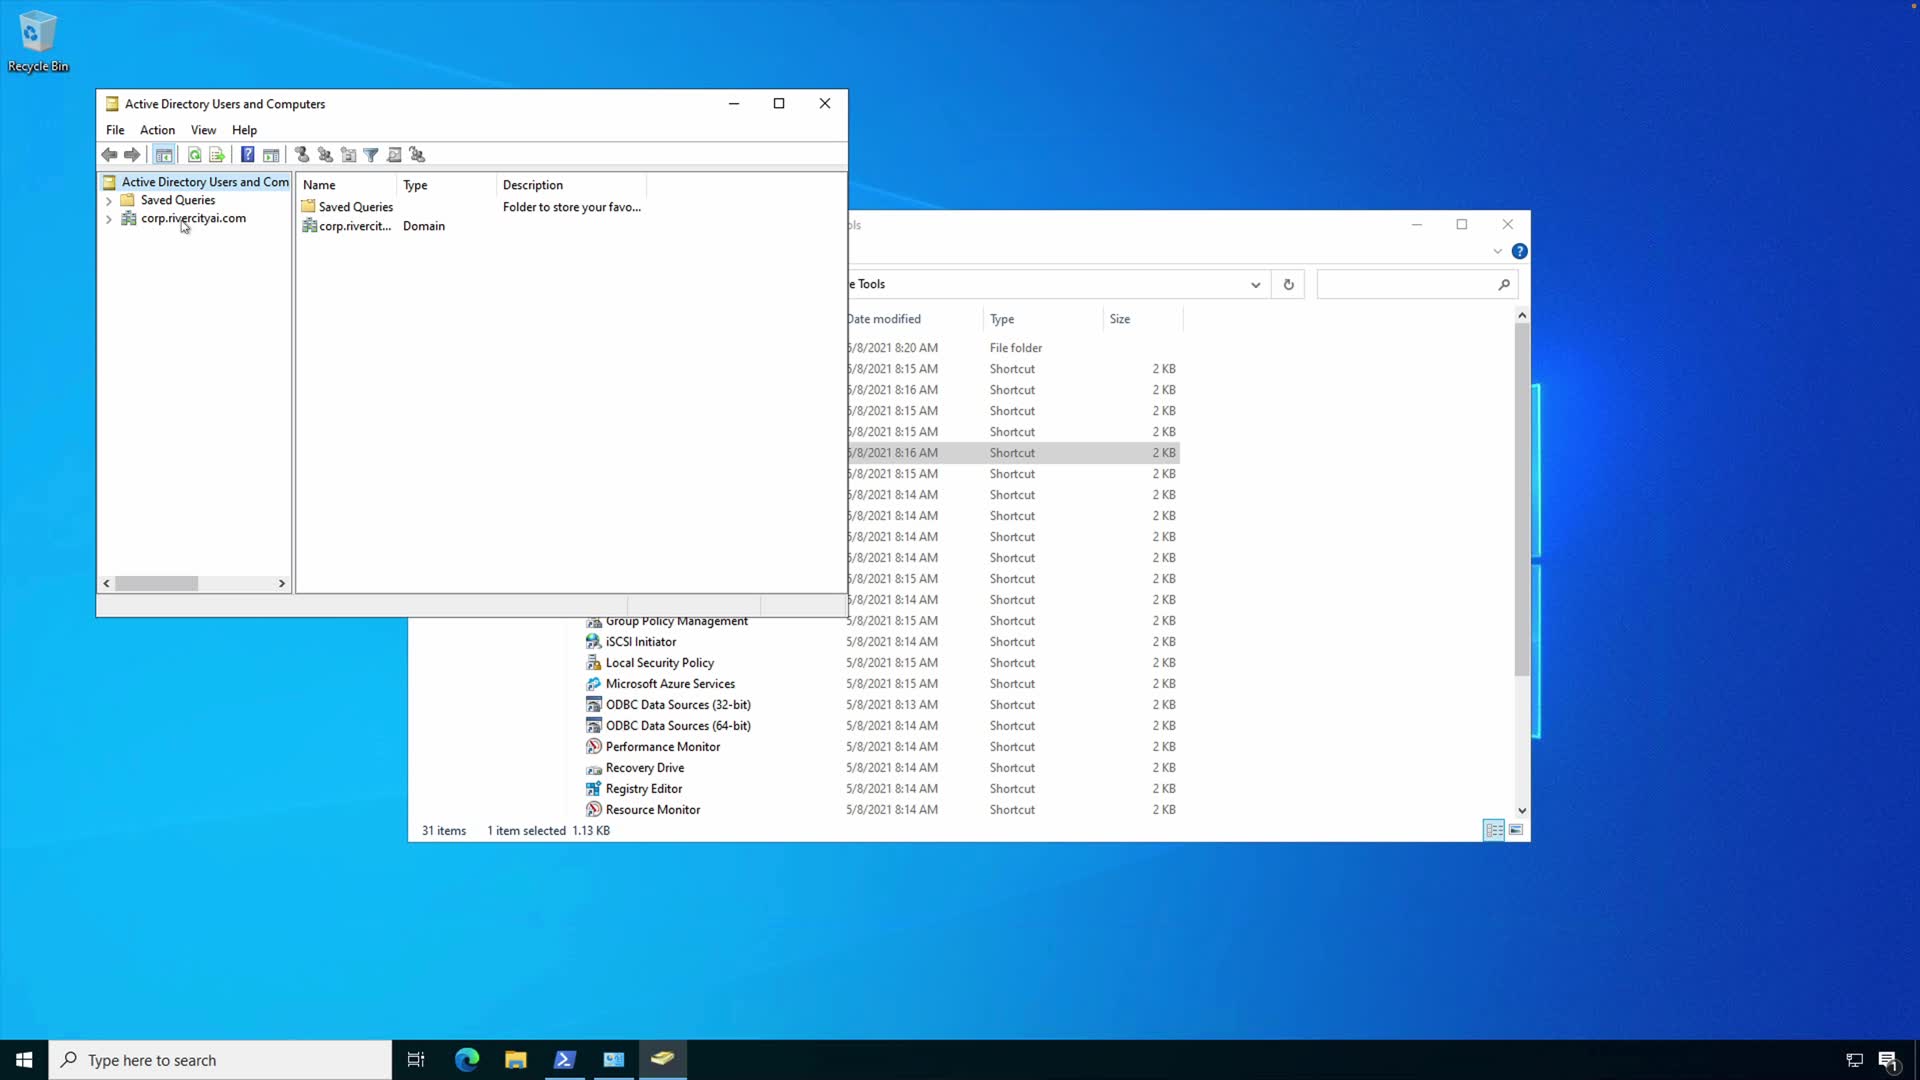 Recycle Bin
Active Directory Users and Computers
File Action View Help
Active Directory Users and Com
Saved Queries
corp.rivercityai.com
Name Type Description
Saved Queries Folder to store your favo...
corp.rivercit... Domain
ols
e Tools
Date modified Type Size
5/8/2021 8:20 AM File folder
5/8/2021 8:15 AM Shortcut 2 KB
5/8/2021 8:16 AM Shortcut 2 KB
5/8/2021 8:15 AM Shortcut 2 KB
5/8/2021 8:15 AM Shortcut 2 KB
5/8/2021 8:16 AM Shortcut 2 KB
5/8/2021 8:15 AM Shortcut 2 KB
5/8/2021 8:14 AM Shortcut 2 KB
5/8/2021 8:14 AM Shortcut 2 KB
5/8/2021 8:14 AM Shortcut 2 KB
5/8/2021 8:14 AM Shortcut 2 KB
5/8/2021 8:15 AM Shortcut 2 KB
5/8/2021 8:14 AM Shortcut 2 KB
Group Policy Management 5/8/2021 8:15 AM Shortcut 2 KB
iSCSI Initiator 5/8/2021 8:14 AM Shortcut 2 KB
Local Security Policy 5/8/2021 8:15 AM Shortcut 2 KB
Microsoft Azure Services 5/8/2021 8:15 AM Shortcut 2 KB
ODBC Data Sources (32-bit) 5/8/2021 8:13 AM Shortcut 2 KB
ODBC Data Sources (64-bit) 5/8/2021 8:14 AM Shortcut 2 KB
Performance Monitor 5/8/2021 8:14 AM Shortcut 2 KB
Recovery Drive 5/8/2021 8:14 AM Shortcut 2 KB
Registry Editor 5/8/2021 8:14 AM Shortcut 2 KB
Resource Monitor 5/8/2021 8:14 AM Shortcut 2 KB
31 items 1 item selected 1.13 KB
Type here to search
1